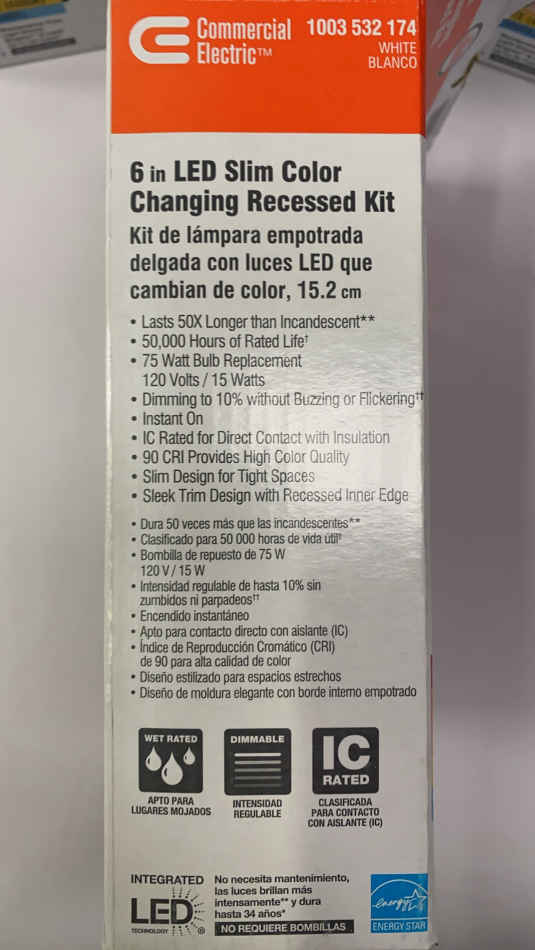 Commercial
Electric™
1003 532 174
WHITE
BLANCO
6 in LED Slim Color
Changing Recessed Kit
Kit de lámpara empotrada
delgada con luces LED que
cambian de color, 15.2 cm
• Lasts 50X Longer than Incandescent**
• 50,000 Hours of Rated Life†
• 75 Watt Bulb Replacement
120 Volts / 15 Watts
• Dimming to 10% without Buzzing or Flickering††
• Instant On
• IC Rated for Direct Contact with Insulation
• 90 CRI Provides High Color Quality
• Slim Design for Tight Spaces
• Sleek Trim Design with Recessed Inner Edge
• Dura 50 veces más que las incandescentes**
• Clasificado para 50 000 horas de vida útil†
• Bombilla de repuesto de 75 W
120 V / 15 W
• Intensidad regulable de hasta 10% sin
zumbidos ni parpadeos††
• Encendido instantáneo
• Apto para contacto directo con aislante (IC)
• Índice de Reproducción Cromático (CRI)
de 90 para alta calidad de color
• Diseño estilizado para espacios estrechos
• Diseño de moldura elegante con borde interno empotrado
WET RATED
APTO PARA
LUGARES MOJADOS
DIMMABLE
INTENSIDAD
REGULABLE
IC
RATED
CLASIFICADA
PARA CONTACTO
CON AISLANTE (IC)
INTEGRATED
LED
TECHNOLOGY
®
No necesita mantenimiento,
las luces brillan más
intensamente** y dura
hasta 34 años*
NO REQUIERE BOMBILLAS
energy
ENERGY STAR